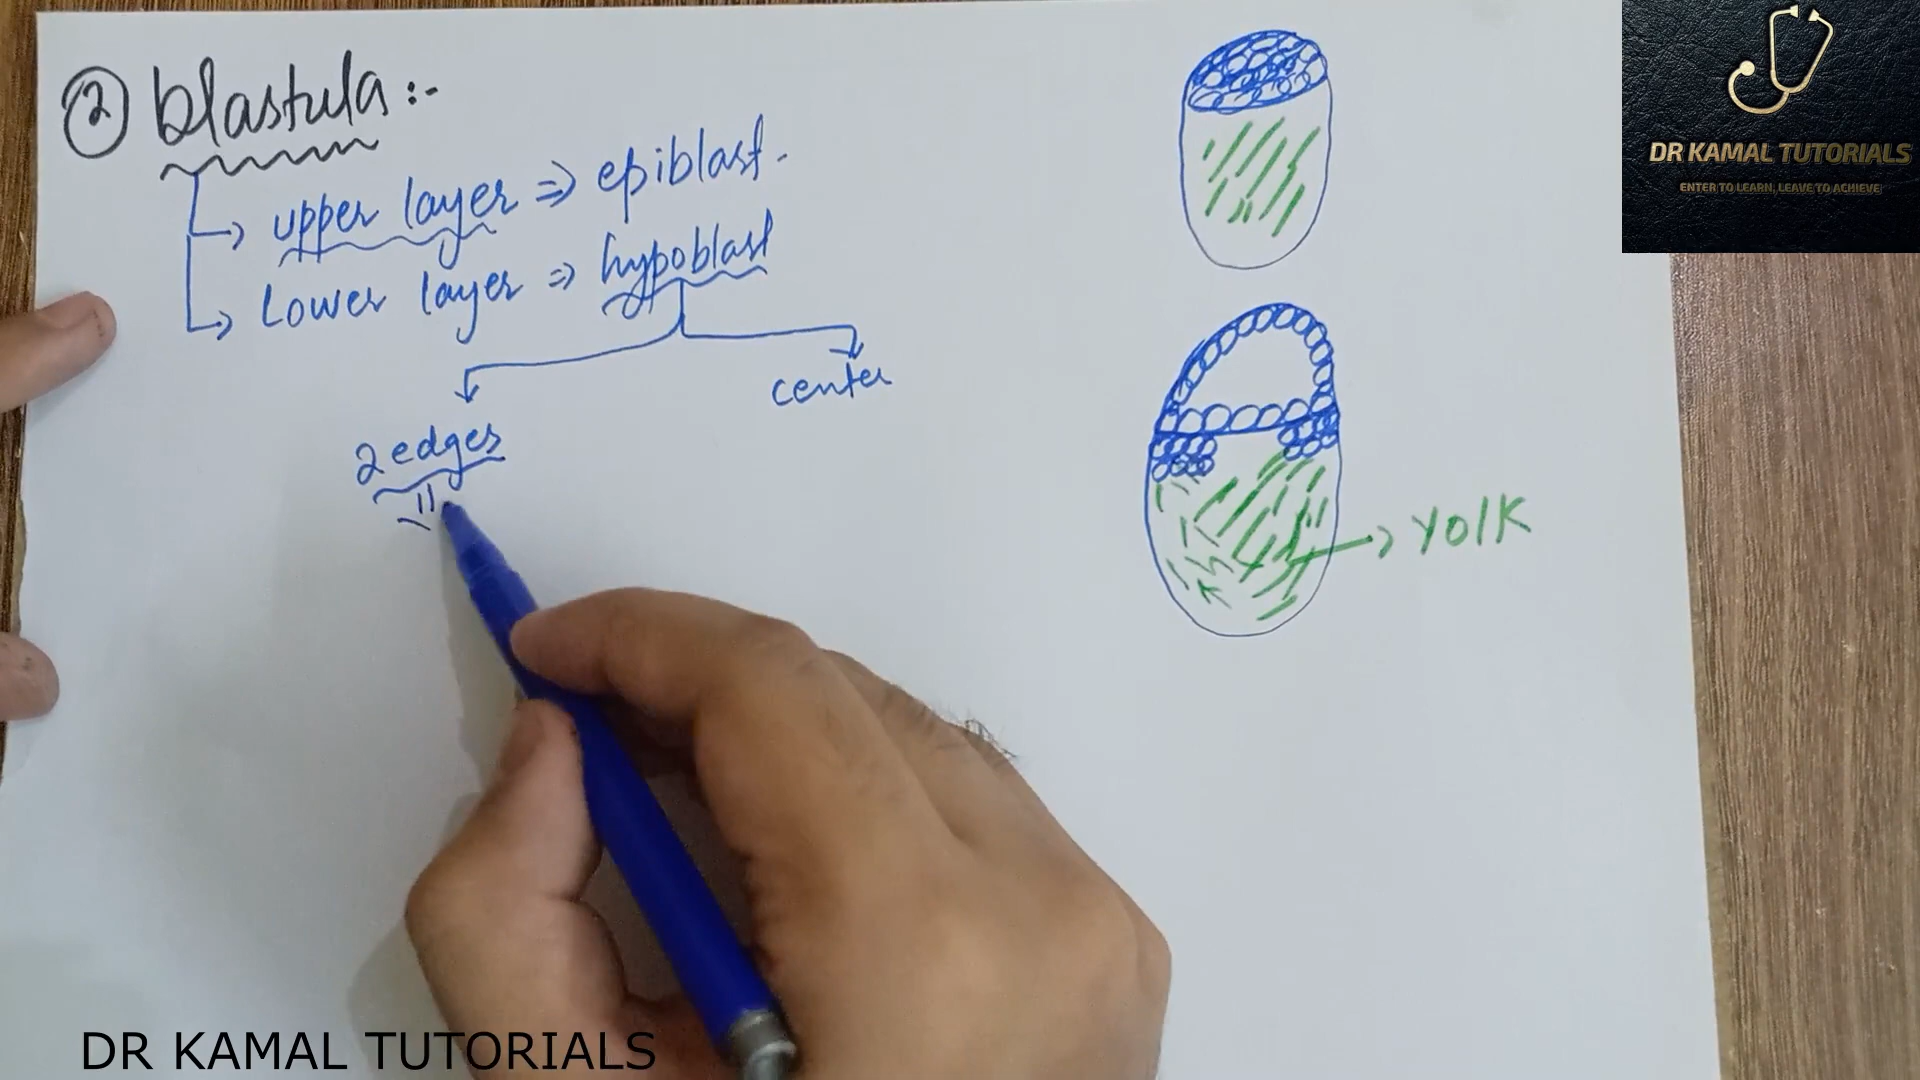 ② blastula :-
upper layer ⇒ epiblast.
Lower layer ⇒ hypoblast
center
2 edges
YOlK
DR KAMAL TUTORIALS
ENTER TO LEARN, LEAVE TO ACHIEVE
DR KAMAL TUTORIALS